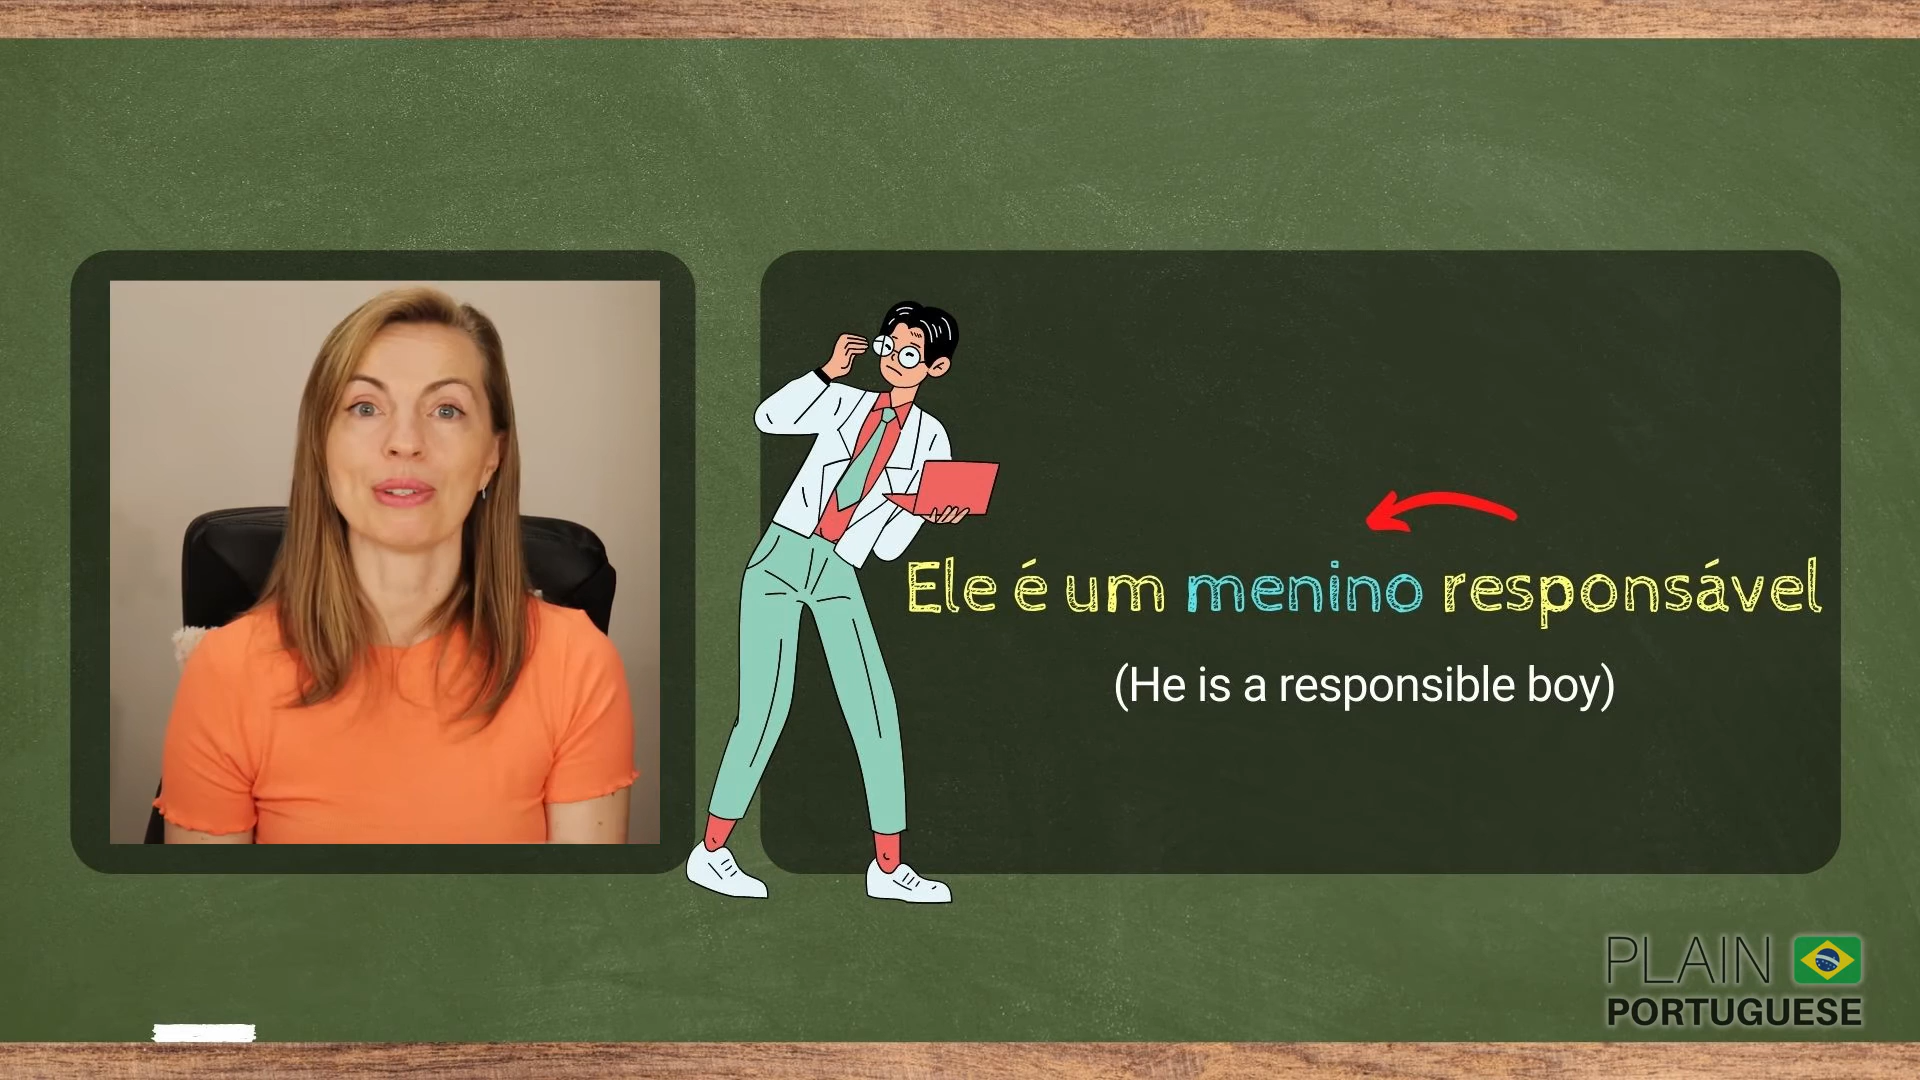 Ele é um menino responsável
(He is a responsible boy)
PLAIN
PORTUGUESE